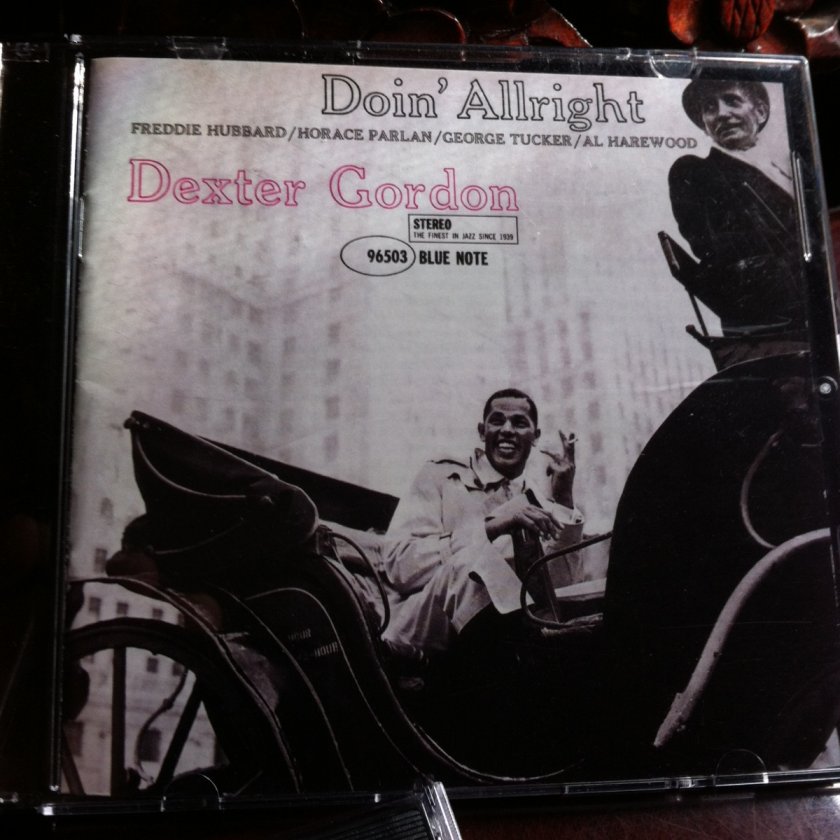 Doin' Allright
FREDDIE HUBBARD/HORACE PARLAN/GEORGE TUCKER/AL HAREWOOD
Dexter Gordon
STEREO
THE FINEST IN JAZZ SINCE 1939
96503 BLUE NOTE
HOUR